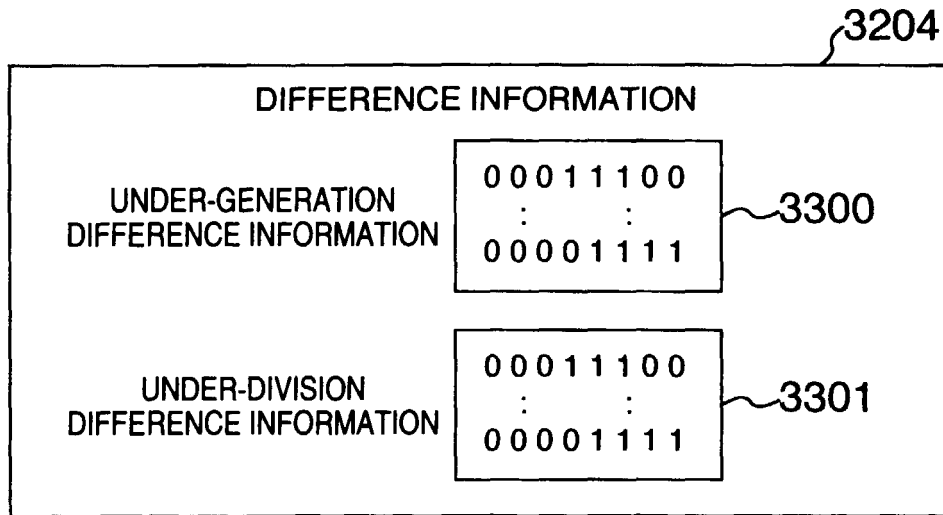 3204
DIFFERENCE INFORMATION
UNDER-GENERATION
DIFFERENCE INFORMATION
0 0 0 1 1 1 0 0
: :
0 0 0 0 1 1 1 1
3300
UNDER-DIVISION
DIFFERENCE INFORMATION
0 0 0 1 1 1 0 0
: :
0 0 0 0 1 1 1 1
3301